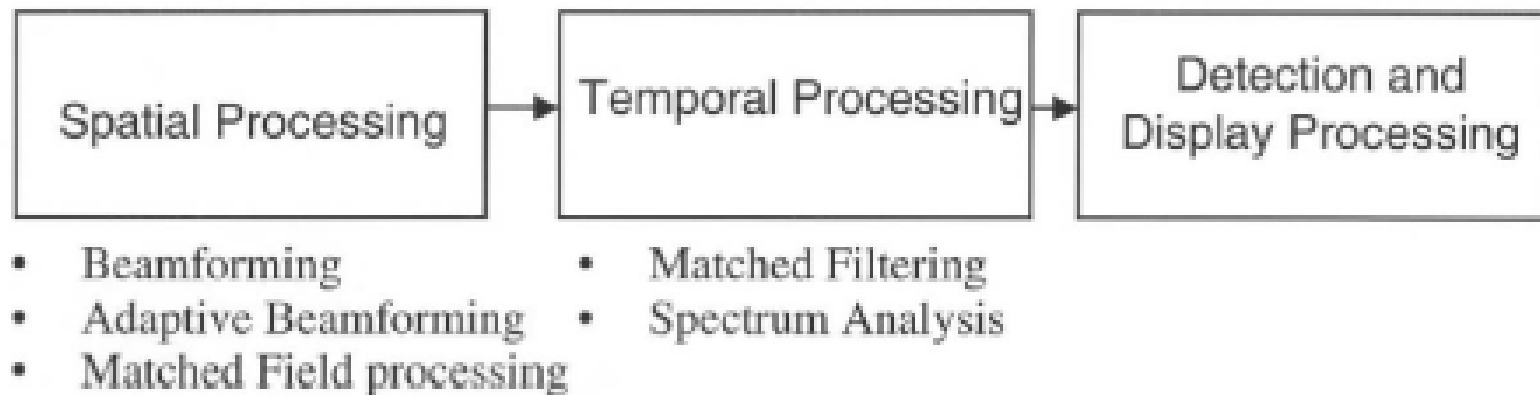 Spatial Processing
Temporal Processing
Detection and
Display Processing
• Beamforming
• Adaptive Beamforming
• Matched Field processing
• Matched Filtering
• Spectrum Analysis